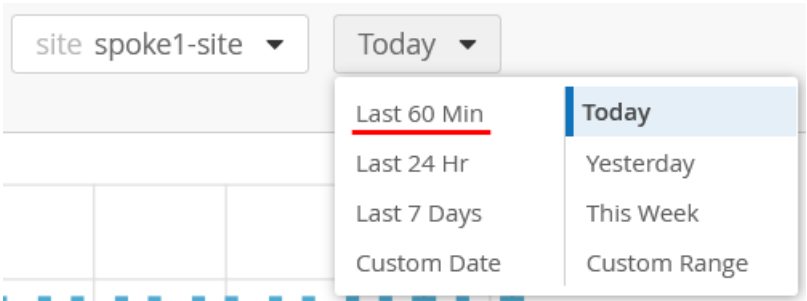 site spoke1-site
Today
Last 60 Min
Last 24 Hr
Last 7 Days
Custom Date
Today
Yesterday
This Week
Custom Range